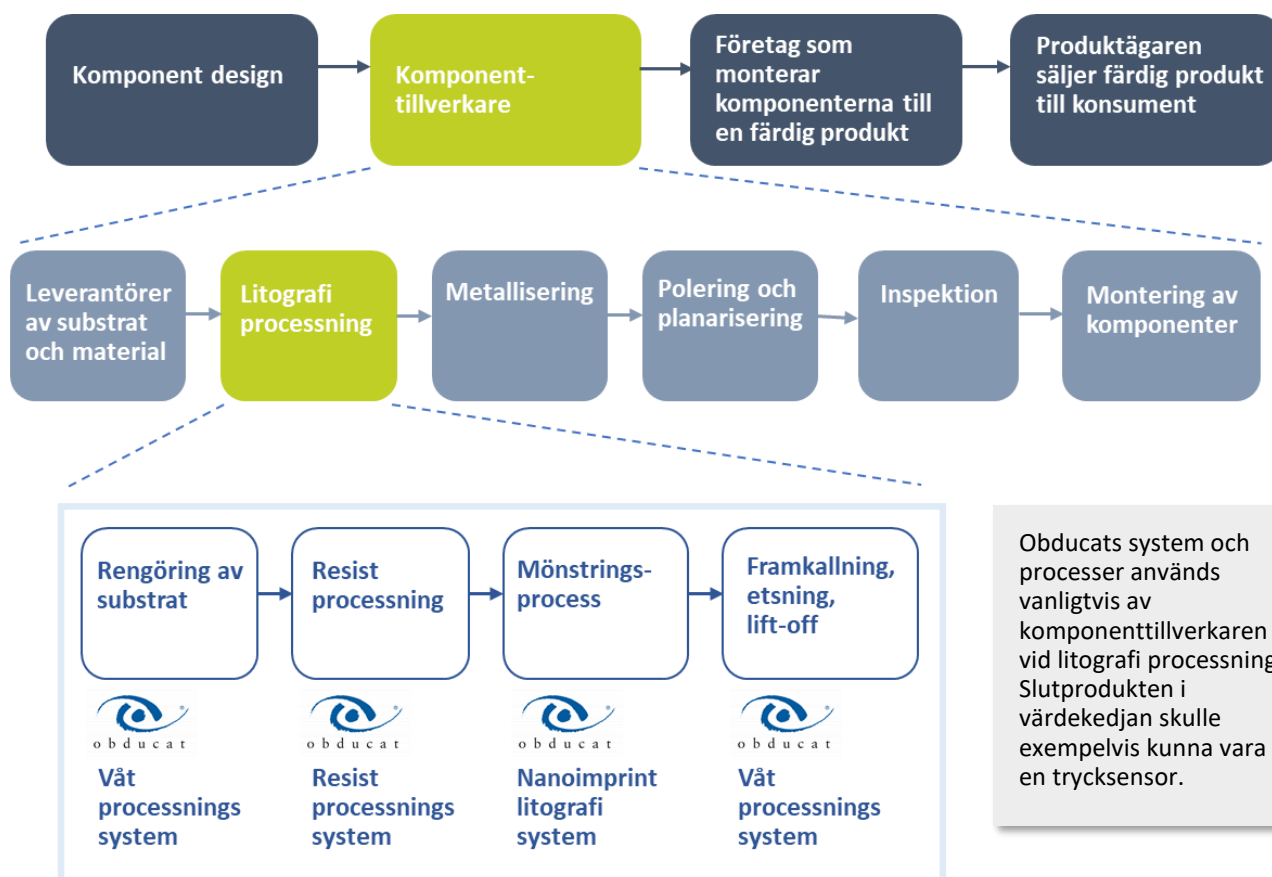 Komponent design
Komponent-
tillverkare
Företag som
monterar
komponenterna till
en färdig produkt
Produktägaren
säljer färdig produkt
till konsument
Leverantörer
av substrat
och material
Litografi
processning
Metallisering
Polering och
planarisering
Inspektion
Montering av
komponenter
Rengöring av
substrat
Resist
processning
Mönstrings-
process
Framkallning,
etsning,
lift-off
obducat
obducat
obducat
obducat
Våt
processnings
system
Resist
processnings
system
Nanoimprint
litografi
system
Våt
processnings
system
Obducats system och
processer används
vanligtvis av
komponenttillverkaren
vid litografi processning
Slutprodukten i
värdekedjan skulle
exempelvis kunna vara
en trycksensor.